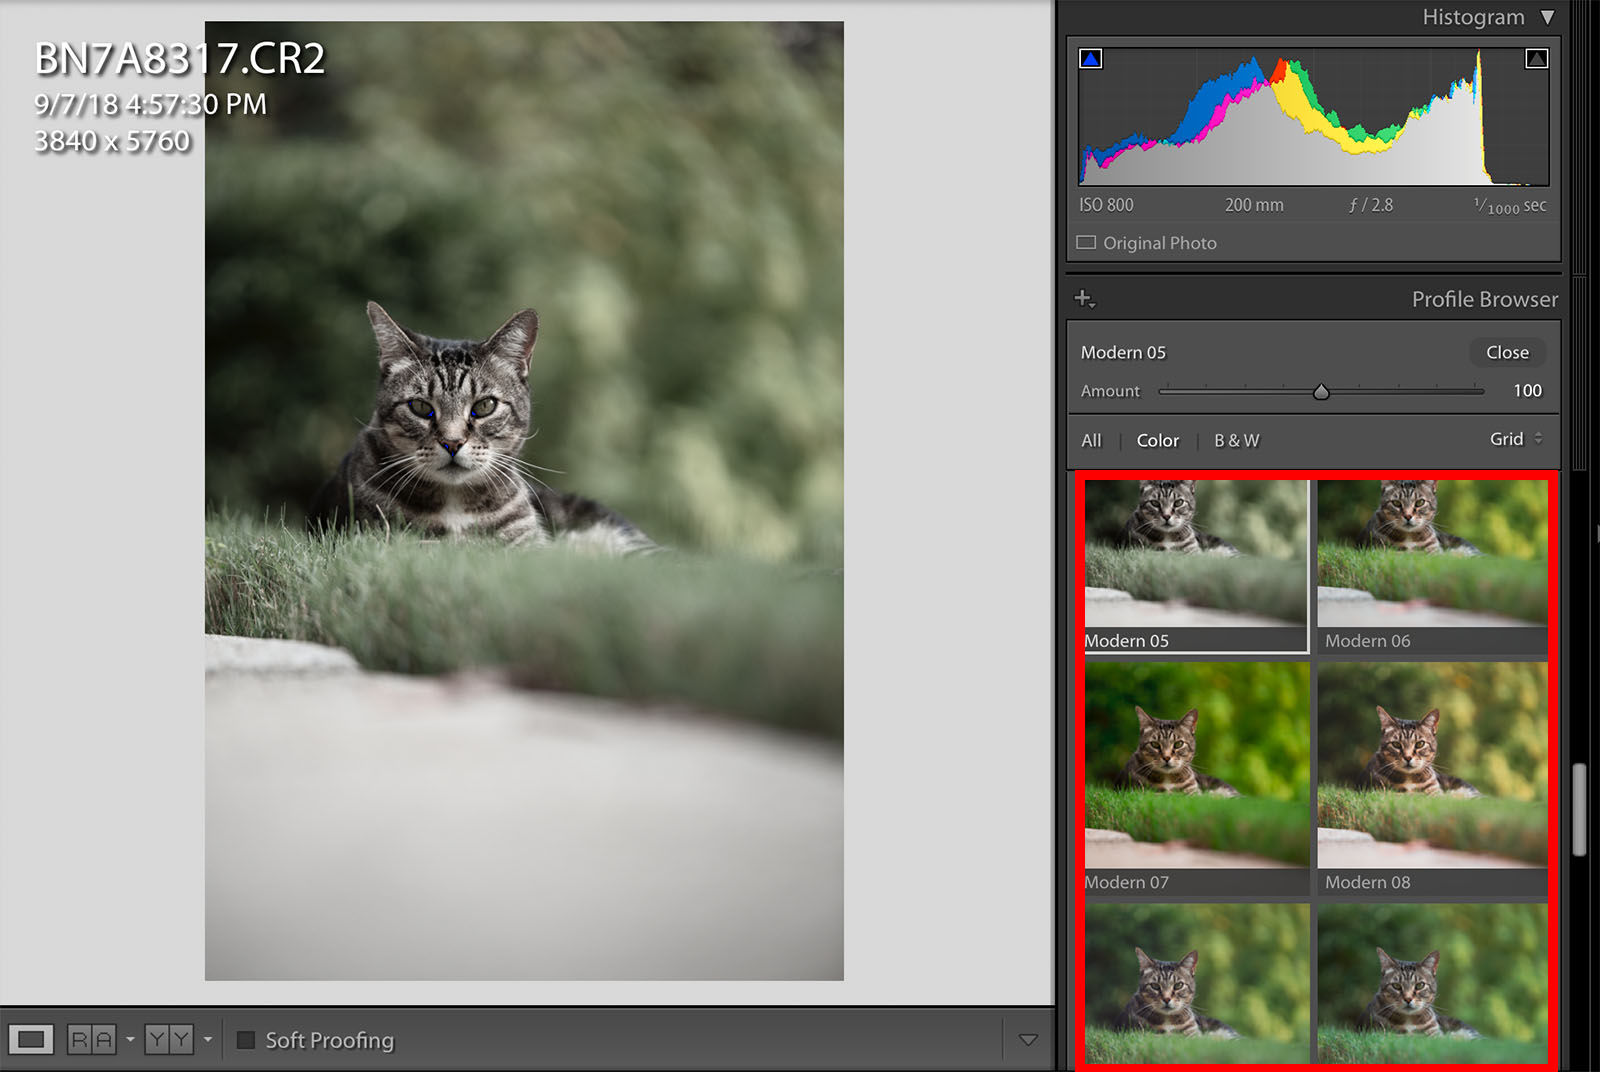 BN7A8317.CR2
9/7/18 4:57:30 PM
3840 x 5760
Histogram
ISO 800 200 mm ƒ / 2.8 1/1000 sec
Original Photo
Profile Browser
Modern 05 Close
Amount 100
All | Color | B & W Grid
Modern 05 Modern 06
Modern 07 Modern 08
R A Y Y Soft Proofing